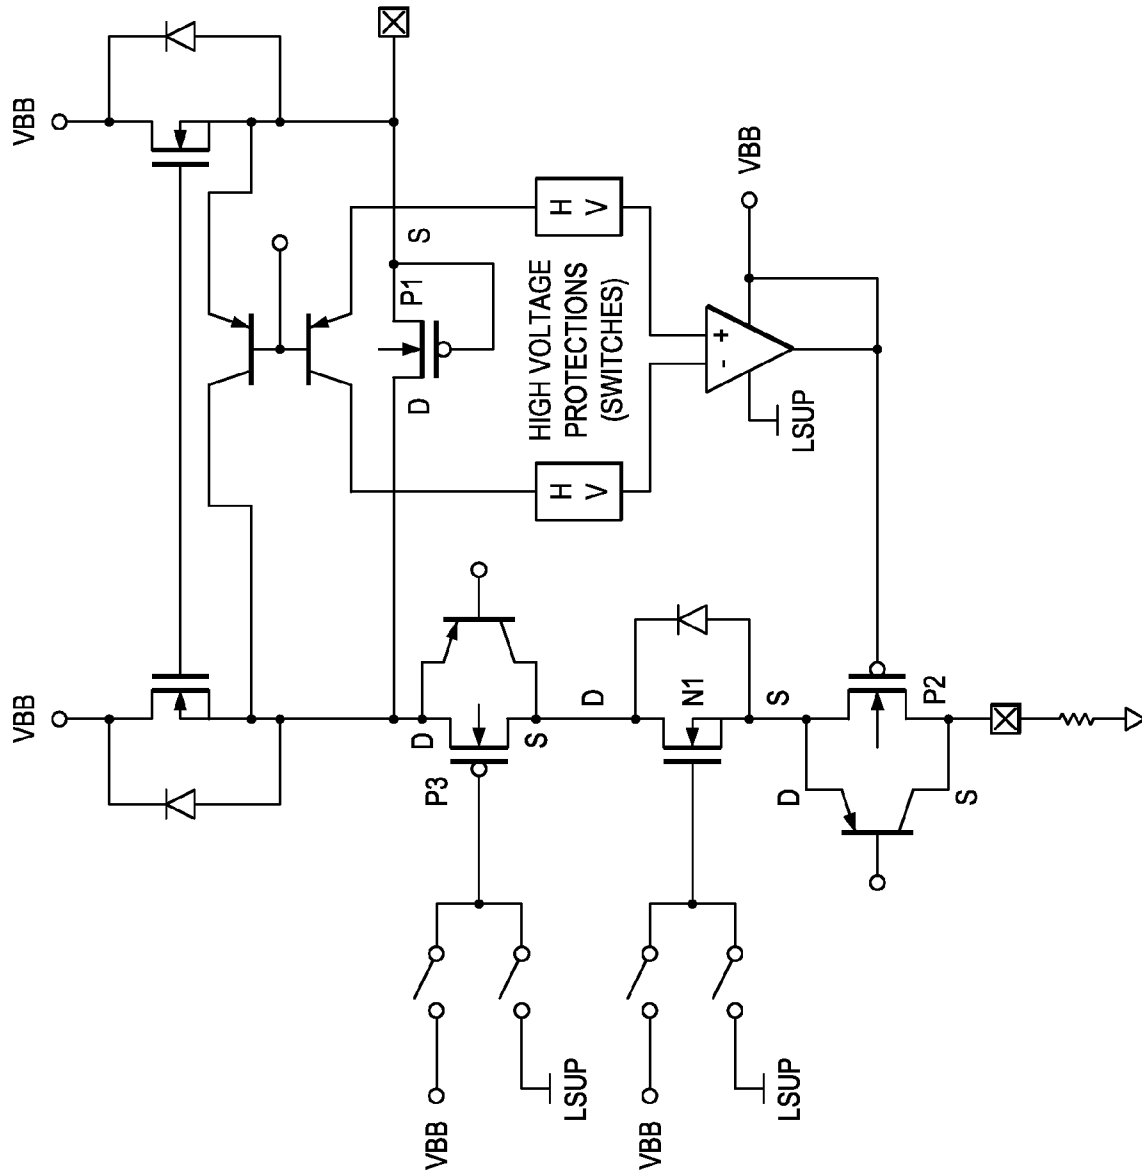 VBB
VBB
S
P1
D
H V
HIGH VOLTAGE
PROTECTIONS
(SWITCHES)
H V
VBB
+
-
LSUP
D
P3
S
D
N1
S
P2
D
S
VBB
LSUP
VBB
LSUP